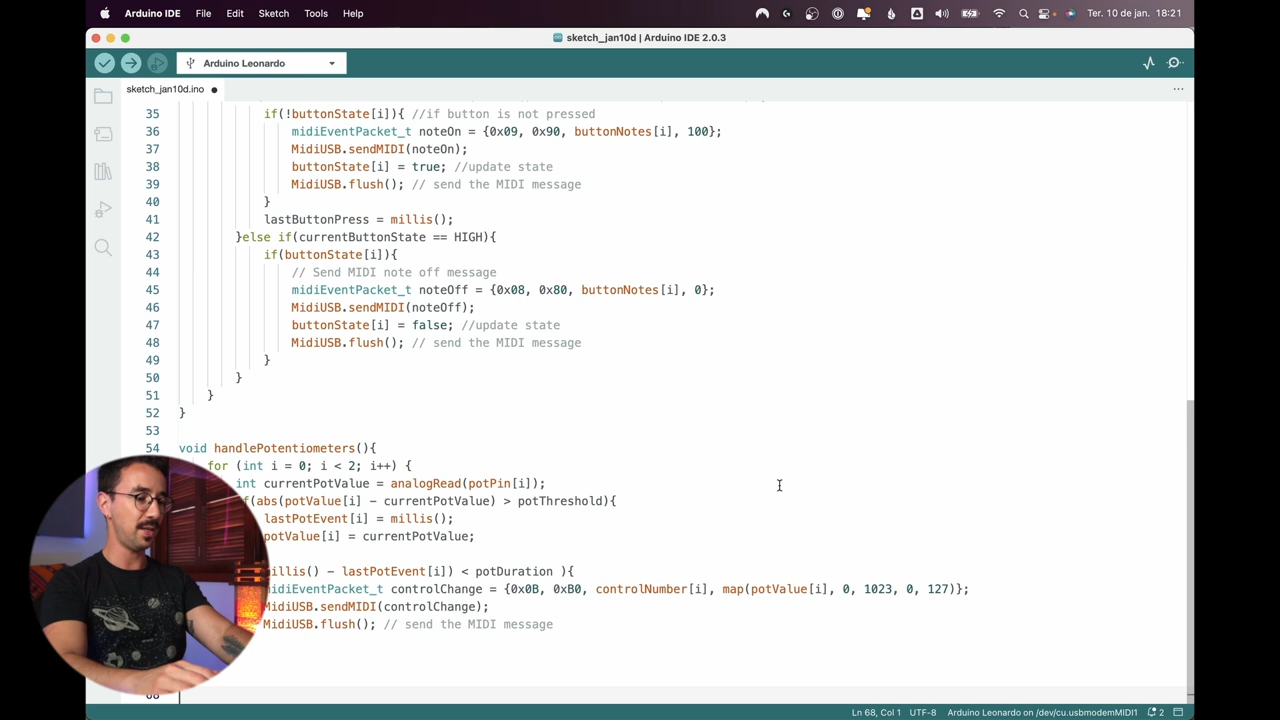 Arduino IDE File Edit Sketch Tools Help Ter. 10 de jan. 18:21
sketch_jan10d | Arduino IDE 2.0.3
Arduino Leonardo
sketch_jan10d.ino
35 if(!buttonState[i]){ //if button is not pressed
36 midiEventPacket_t noteOn = {0x09, 0x90, buttonNotes[i], 100};
37 MidiUSB.sendMIDI(noteOn);
38 buttonState[i] = true; //update state
39 MidiUSB.flush(); // send the MIDI message
40 }
41 lastButtonPress = millis();
42 }else if(currentButtonState == HIGH){
43 if(buttonState[i]){
44 // Send MIDI note off message
45 midiEventPacket_t noteOff = {0x08, 0x80, buttonNotes[i], 0};
46 MidiUSB.sendMIDI(noteOff);
47 buttonState[i] = false; //update state
48 MidiUSB.flush(); // send the MIDI message
49 }
50 }
51 }
52 }
53
54 void handlePotentiometers(){
for (int i = 0; i < 2; i++) {
int currentPotValue = analogRead(potPin[i]);
f(abs(potValue[i] - currentPotValue) > potThreshold){
lastPotEvent[i] = millis();
potValue[i] = currentPotValue;
illis() - lastPotEvent[i]) < potDuration ){
midiEventPacket_t controlChange = {0x0B, 0xB0, controlNumber[i], map(potValue[i], 0, 1023, 0, 127)};
MidiUSB.sendMIDI(controlChange);
MidiUSB.flush(); // send the MIDI message
68
Ln 68, Col 1 UTF-8 Arduino Leonardo on /dev/cu.usbmodemMIDI1 2